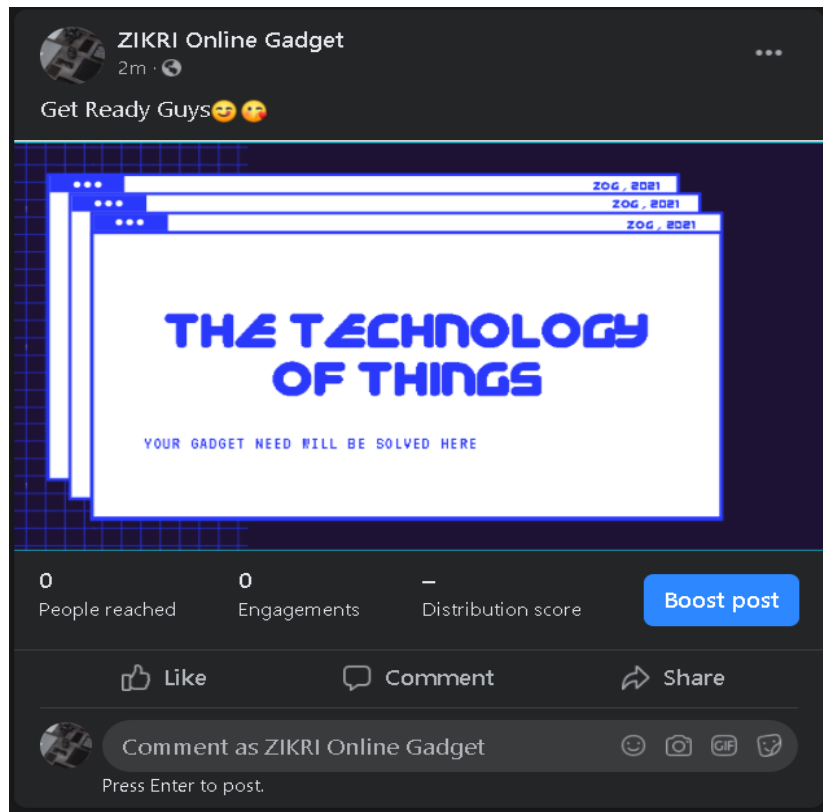 ZIKRI Online Gadget
2m
Get Ready Guys😊😋
ZOG, 2021
ZOG, 2021
ZOG, 2021
THE TECHNOLOGY
OF THINGS
YOUR GADGET NEED WILL BE SOLVED HERE
0 0 –
People reached Engagements Distribution score
Boost post
Like Comment Share
Comment as ZIKRI Online Gadget GIF
Press Enter to post.